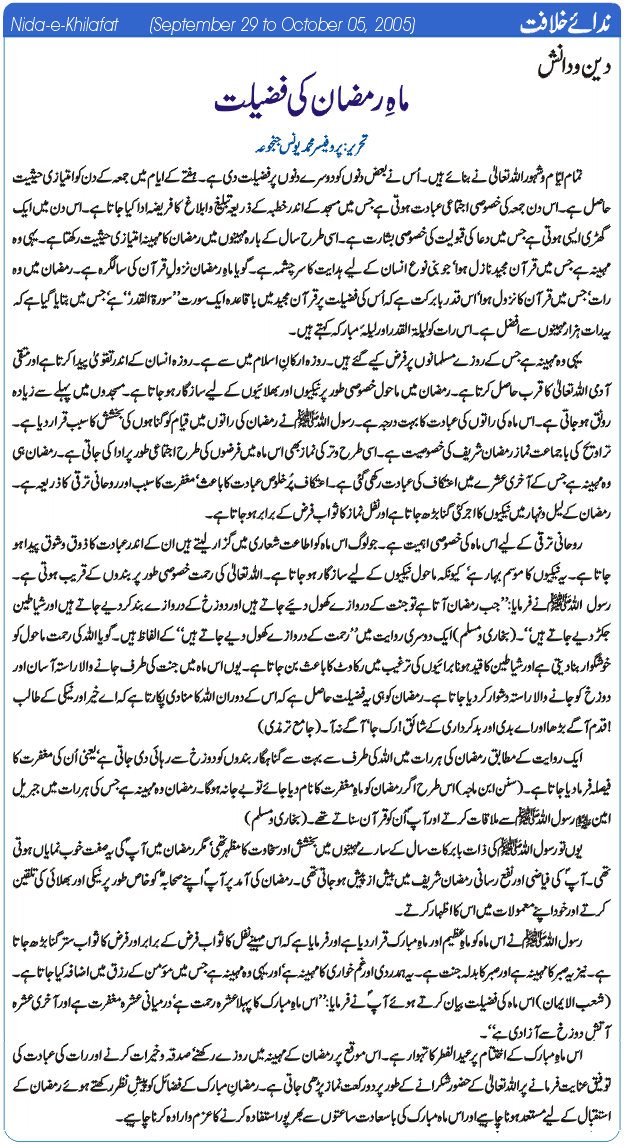 Nida-e-Khilafat (September 29 to October 05, 2005) ندائے خلافت
دین و دانش
ماہِ رمضان کی فضیلت
تحریر: پروفیسر محمد یونس جنجوعہ
تمام ایام و شہور اللہ تعالیٰ نے بنائے ہیں۔ اُس نے بعض دنوں کو دوسرے دنوں پر فضیلت دی ہے۔ ہفتے کے ایام میں جمعہ کے دن کو امتیازی حیثیت
حاصل ہے۔ اس دن جمعہ کی خصوصی اجتماعی عبادت ہوتی ہے جس میں مسجد کے اندر خطبہ کے ذریعہ تبلیغ و ابلاغ کا فریضہ ادا کیا جاتا ہے۔ اس دن میں ایک
گھڑی ایسی ہوتی ہے جس میں دعا کی قبولیت کی خصوصی بشارت ہے۔ اسی طرح سال کے بارہ مہینوں میں رمضان کا مہینہ امتیازی حیثیت رکھتا ہے۔ یہی وہ
مہینہ ہے جس میں قرآن مجید نازل ہوا‘ جو بنی نوع انسان کے لیے ہدایت کا سرچشمہ ہے۔ گویا ماہِ رمضان نزولِ قرآن کی سالگرہ ہے۔ رمضان میں وہ
رات‘ جس میں قرآن کا نزول ہوا‘ اس قدر بابرکت ہے کہ اُس کی فضیلت پر قرآن مجید میں باقاعدہ ایک سورت ”سورۃ القدر“ ہے‘ جس میں بتایا گیا ہے کہ
یہ رات ہزار مہینوں سے افضل ہے۔ اس رات کو لیلۃ القدر اور لیلۂ مبارکہ کہتے ہیں۔
یہی وہ مہینہ ہے جس کے روزے مسلمانوں پر فرض کیے گئے ہیں۔ روزہ ارکانِ اسلام میں سے ہے۔ روزہ انسان کے اندر تقویٰ پیدا کرتا ہے اور متقی
آدمی اللہ تعالیٰ کا قرب حاصل کرتا ہے۔ رمضان میں ماحول خصوصی طور پر نیکیوں اور بھلائیوں کے لیے سازگار ہو جاتا ہے۔ مسجدوں میں پہلے سے زیادہ
رونق ہو جاتی ہے۔ اس ماہ کی راتوں کی عبادت کا بہت درجہ ہے۔ رسول اللہ ﷺ نے رمضان کی راتوں میں قیام کو گناہوں کی بخشش کا سبب قرار دیا ہے۔
تراویح کی باجماعت نماز رمضان شریف کی خصوصیت ہے۔ اسی طرح وتر کی نماز بھی اس ماہ میں فرضوں کی طرح اجتماعی طور پر ادا کی جاتی ہے۔ رمضان ہی
وہ مہینہ ہے جس کے آخری عشرے میں اعتکاف کی عبادت رکھی گئی ہے۔ اعتکاف پُرخلوص عبادت کا باعث‘ مغفرت کا سبب اور روحانی ترقی کا ذریعہ ہے۔
رمضان کے لیل و نہار میں نیکیوں کا اجر کئی گنا بڑھ جاتا ہے اور نفل نماز کا ثواب فرض کے برابر ہو جاتا ہے۔
روحانی ترقی کے لیے اس ماہ کی خصوصی اہمیت ہے۔ جو لوگ اس ماہ کو اطاعت شعاری میں گزار لیتے ہیں ان کے اندر عبادت کا ذوق و شوق پیدا ہو
جاتا ہے۔ یہ نیکیوں کا موسم بہار ہے‘ کیونکہ ماحول نیکیوں کے لیے سازگار ہو جاتا ہے۔ اللہ تعالیٰ کی رحمت خصوصی طور پر بندوں کے قریب ہوتی ہے۔
رسول اللہ ﷺ نے فرمایا: ”جب رمضان آتا ہے تو جنت کے دروازے کھول دیئے جاتے ہیں اور دوزخ کے دروازے بند کر دیے جاتے ہیں اور شیاطین
جکڑ دیے جاتے ہیں“۔ (بخاری و مسلم) ایک دوسری روایت میں ”رحمت کے دروازے کھول دیے جاتے ہیں“ کے الفاظ ہیں۔ گویا اللہ کی رحمت ماحول کو
خوشگوار بنا دیتی ہے اور شیاطین کا قید ہونا برائیوں کی ترغیب میں رکاوٹ کا باعث بن جاتا ہے۔ یوں اس ماہ میں جنت کی طرف جانے والا راستہ آسان اور
دوزخ کو جانے والا راستہ دشوار کر دیا جاتا ہے۔ رمضان کو ہی یہ فضیلت حاصل ہے کہ اس کے دوران اللہ کا منادی پکارتا ہے کہ اے خیر اور نیکی کے طالب
! قدم آگے بڑھا اور اے بدی اور بدکرداری کے شائق! رک جا‘ آگے نہ آ۔ (جامع ترمذی)
ایک روایت کے مطابق رمضان کی ہر رات میں اللہ کی طرف سے بہت سے گناہگار بندوں کو دوزخ سے رہائی دی جاتی ہے‘ یعنی اُن کی مغفرت کا
فیصلہ فرما دیا جاتا ہے۔ (سنن ابن ماجہ) اس طرح اگر رمضان کو ماہِ مغفرت کا نام دیا جائے تو بے جا نہ ہوگا۔ رمضان وہ مہینہ ہے جس کی ہر رات میں جبریل
امین رسول اللہ ﷺ سے ملاقات کرتے اور آپؐ اُن کو قرآن سناتے تھے۔ (بخاری و مسلم)
یوں تو رسول اللہ ﷺ کی ذات بابرکات سال کے سارے مہینوں میں بخشش اور سخاوت کا مظہر تھی‘ مگر رمضان میں آپؐ کی یہ صفت خوب نمایاں ہوتی
تھی۔ آپؐ کی فیاضی اور نفع رسانی رمضان شریف میں بیش از پیش ہو جاتی تھی۔ رمضان کی آمد پر آپؐ اپنے صحابہؓ کو خاص طور پر نیکی اور بھلائی کی تلقین
کرتے اور خود اپنے معمولات میں اس کا اظہار کرتے۔
رسول اللہ ﷺ نے اس ماہ کو ماہِ عظیم اور ماہِ مبارک قرار دیا ہے اور فرمایا ہے کہ اس مہینے نفل کا ثواب فرض کے برابر اور فرض کا ثواب ستر گنا بڑھ جاتا
ہے۔ نیز یہ صبر کا مہینہ ہے اور صبر کا بدلہ جنت ہے۔ یہ ہمدردی اور غم خواری کا مہینہ ہے‘ اور یہی وہ مہینہ ہے جس میں مؤمن کے رزق میں اضافہ کیا جاتا ہے۔
(شعب الایمان) اس ماہ کی فضیلت بیان کرتے ہوئے آپؐ نے فرمایا: ”اس ماہِ مبارک کا پہلا عشرہ رحمت ہے‘ درمیانی عشرہ مغفرت ہے اور آخری عشرہ
آتشِ دوزخ سے آزادی ہے“۔
اس ماہِ مبارک کے اختتام پر عید الفطر کا تہوار ہے۔ اس موقع پر رمضان کے مہینہ میں روزے رکھنے‘ صدقہ و خیرات کرنے اور رات کی عبادت کی
توفیق عنایت فرمانے پر اللہ تعالیٰ کے حضور شکرانے کے طور پر دو رکعت نماز پڑھی جاتی ہے۔ رمضانِ مبارک کے فضائل کو پیشِ نظر رکھتے ہوئے رمضان کے
استقبال کے لیے مستعد ہونا چاہیے اور اس ماہ مبارک کی باسعادت ساعتوں سے بھرپور استفادہ کرنے کا عزم و ارادہ کرنا چاہیے۔